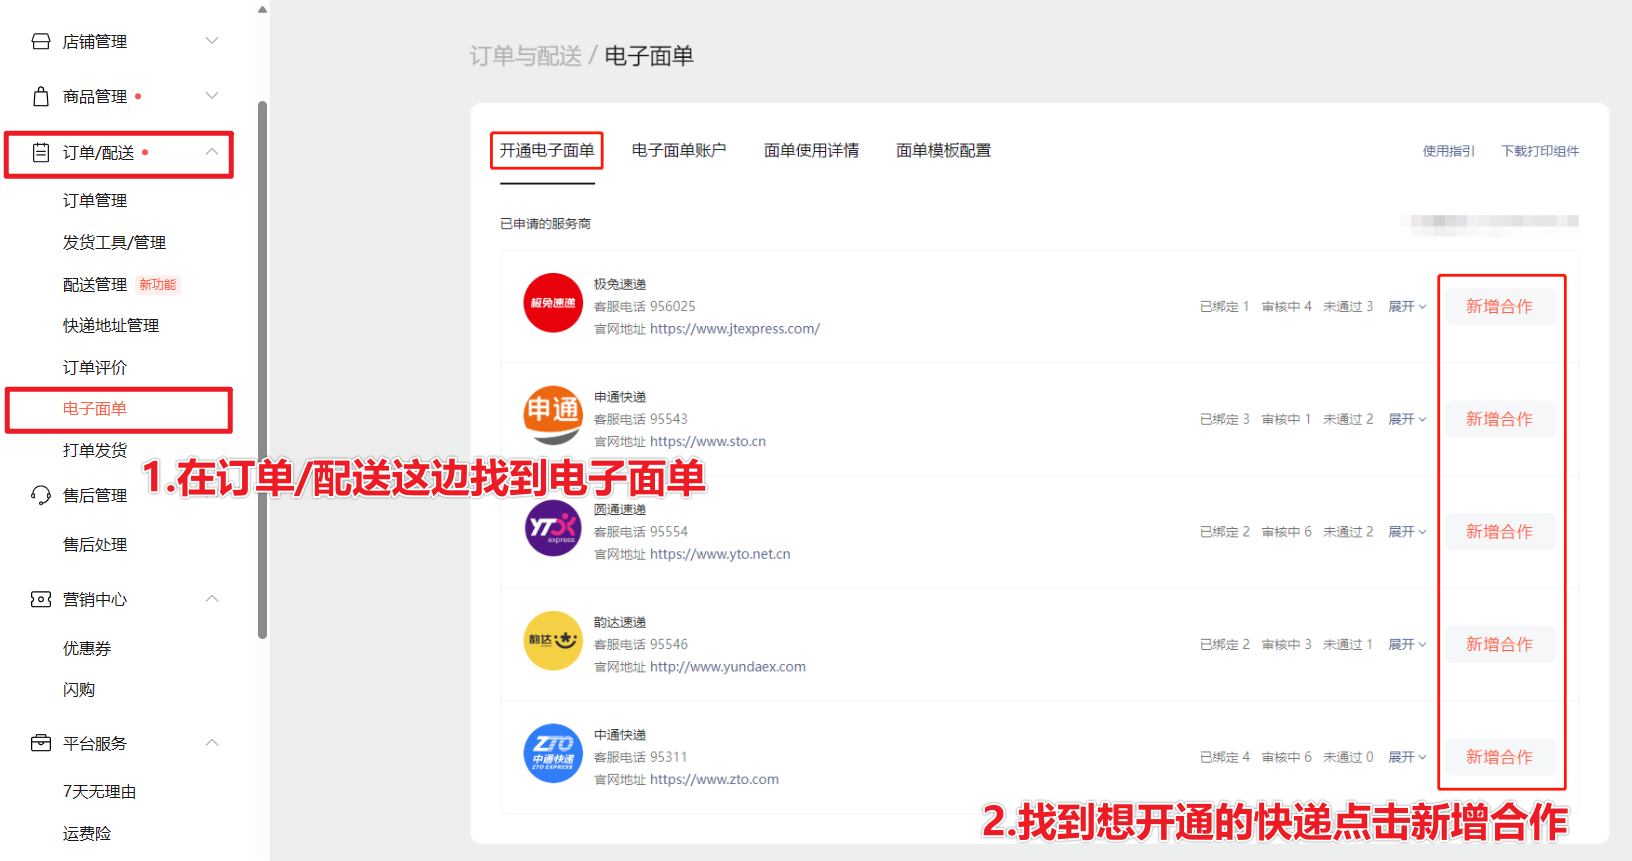 店铺管理
商品管理
订单/配送
订单管理
发货工具/管理
配送管理 新功能
快递地址管理
订单评价
电子面单
打单发货
售后管理
售后处理
营销中心
优惠券
闪购
平台服务
7天无理由
运费险
1.在订单/配送这边找到电子面单
订单与配送 / 电子面单
开通电子面单 电子面单账户 面单使用详情 面单模板配置 使用指引 下载打印组件
已申请的服务商
极兔速递
极兔速递
客服电话 956025
官网地址 https://www.jtexpress.com/
已绑定 1 审核中 4 未通过 3 展开 新增合作
申通
申通快递
客服电话 95543
官网地址 https://www.sto.cn
已绑定 3 审核中 1 未通过 2 展开 新增合作
YTO
express
圆通速递
客服电话 95554
官网地址 https://www.yto.net.cn
已绑定 2 审核中 6 未通过 2 展开 新增合作
韵达
韵达速递
客服电话 95546
官网地址 http://www.yundaex.com
已绑定 2 审核中 3 未通过 1 展开 新增合作
ZTO
中通快递
ZTO EXPRESS
中通快递
客服电话 95311
官网地址 https://www.zto.com
已绑定 4 审核中 6 未通过 0 展开 新增合作
2.找到想开通的快递点击新增合作